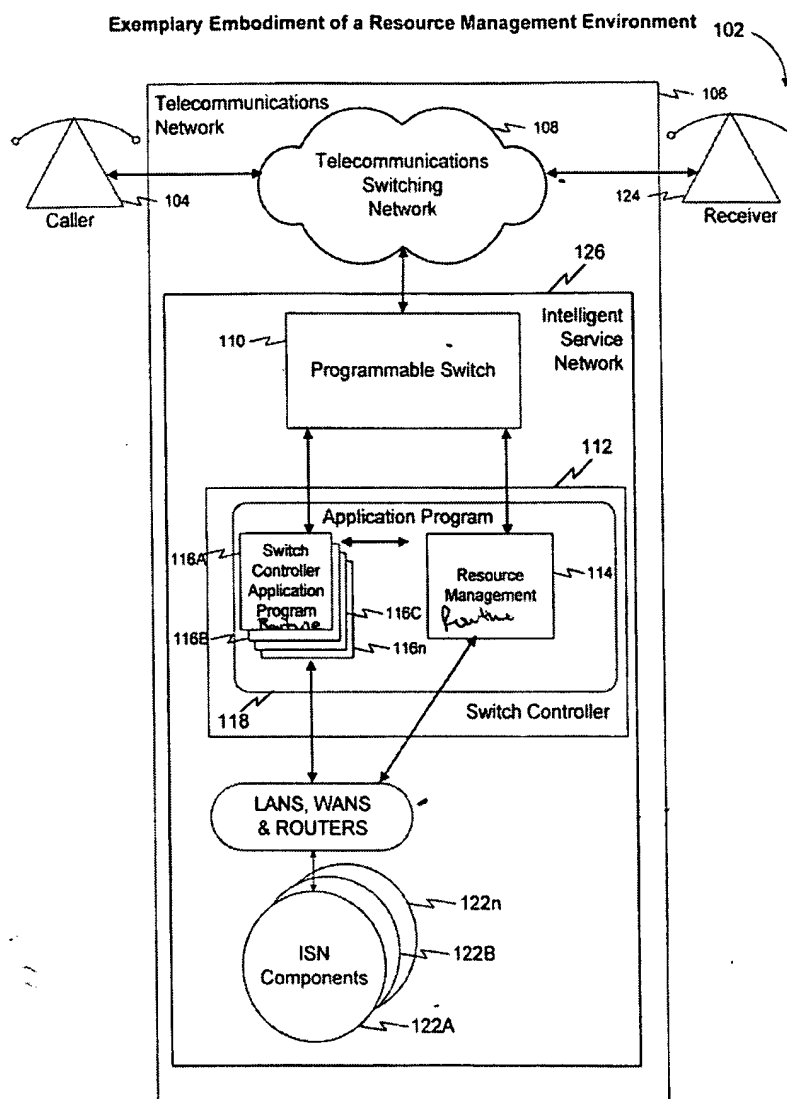 Exemplary Embodiment of a Resource Management Environment
102
Telecommunications
Network
106
108
Telecommunications
Switching
Network
104
Caller
124
Receiver
126
Intelligent
Service
Network
110
Programmable Switch
112
Application Program
116A
Switch
Controller
Application
Program
Routine
116B
116C
116n
Resource
Management
Routine
114
118
Switch Controller
LANS, WANS
& ROUTERS
122n
ISN
Components
122B
122A